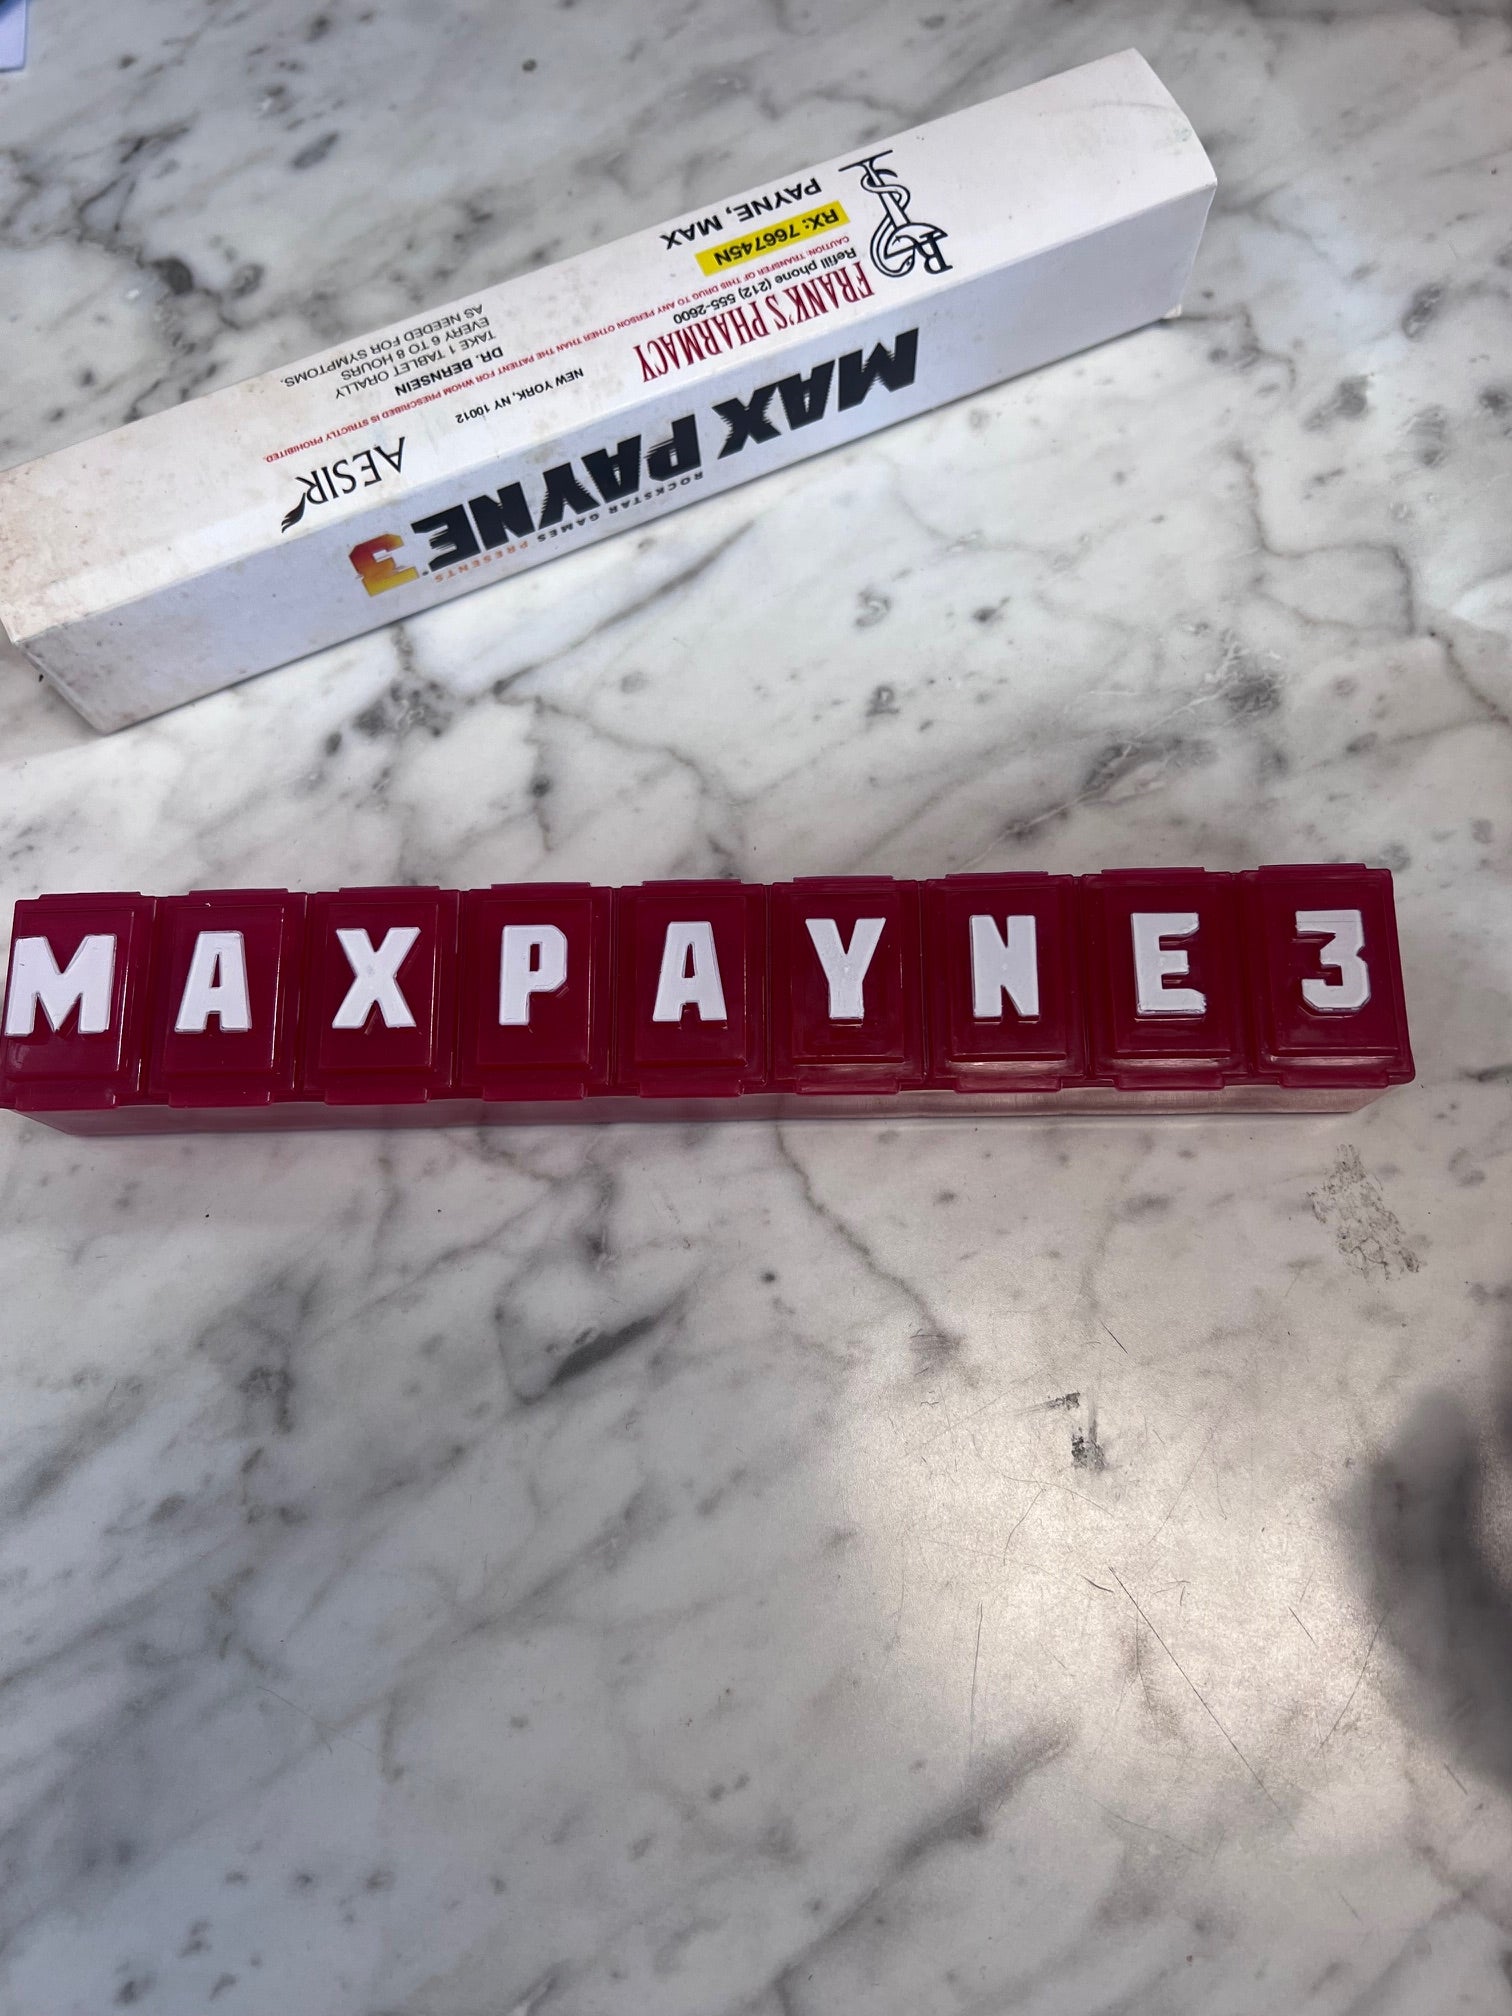 FRANK'S PHARMACY
NEW YORK, NY 10012
Refill phone (212) 555-2600
CAUTION: TRANSFER OF THIS DRUG TO ANY PERSON OTHER THAN THE PATIENT FOR WHOM PRESCRIBED IS STRICTLY PROHIBITED.
RX: 766745N
DR. BERNSEIN
PAYNE, MAX
TAKE 1 TABLET ORALLY
EVERY 6 TO 8 HOURS
AS NEEDED FOR SYMPTOMS.
AESIR
ROCKSTAR GAMES PRESENTS
MAX PAYNE 3
MAXPAYNE3